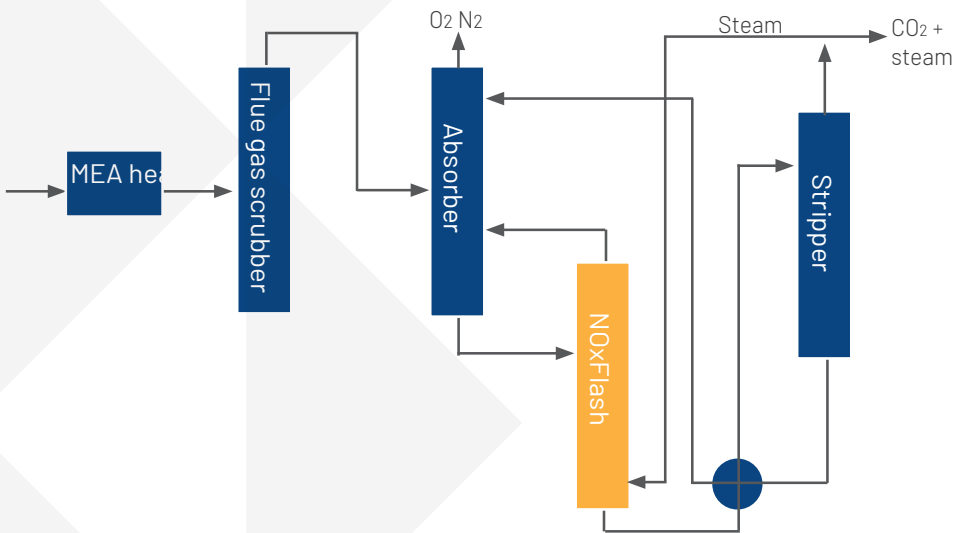 O2 N2
Steam
CO2 +
steam
MEA hea
Flue gas scrubber
Absorber
Stripper
NOxFlash